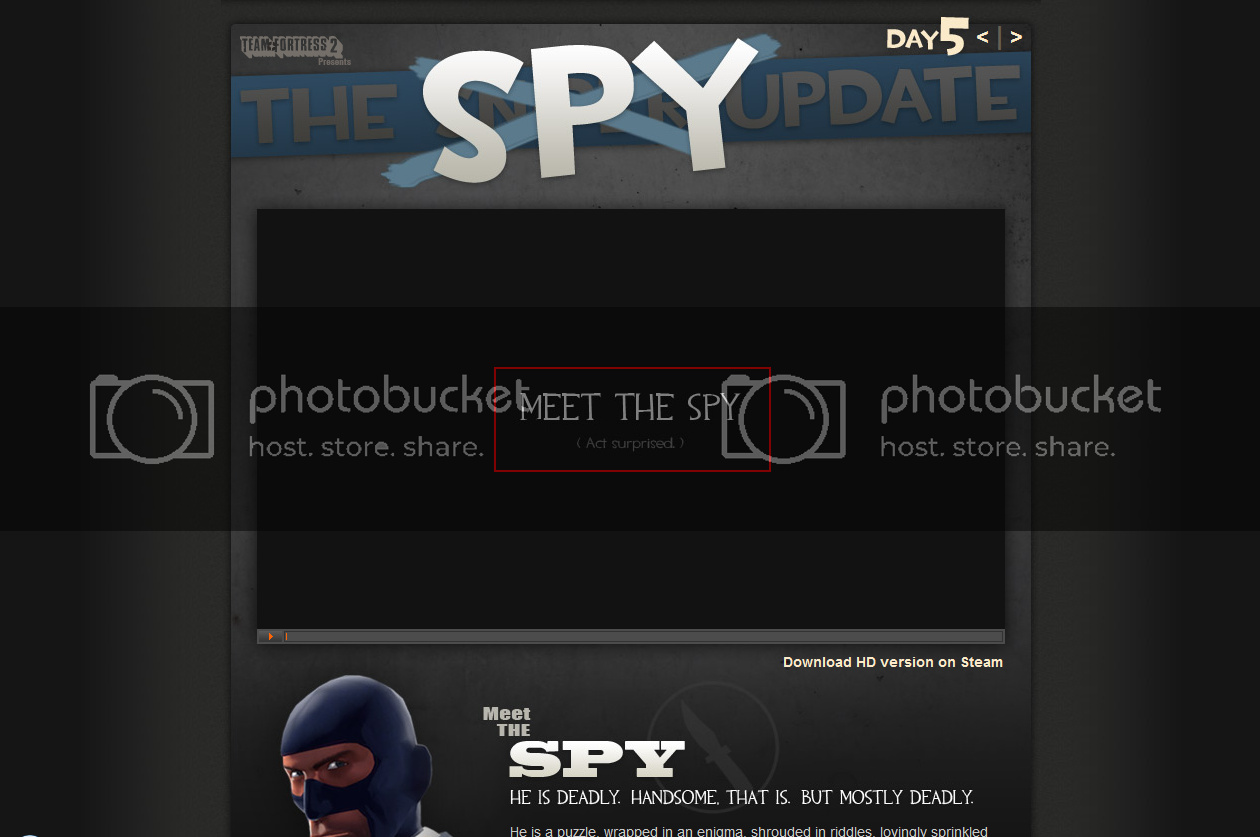 TEAM FORTRESS 2
Presents
DAY 5 < | >
THE SNIPER UPDATE
SPY
photobucket
host. store. share.
MEET THE SPY
( Act surprised. )
photobucket
host. store. share.
Download HD version on Steam
Meet
THE
SPY
HE IS DEADLY. HANDSOME, THAT IS. BUT MOSTLY DEADLY.
He is a puzzle, wrapped in an enigma, shrouded in riddles, lovingly sprinkled